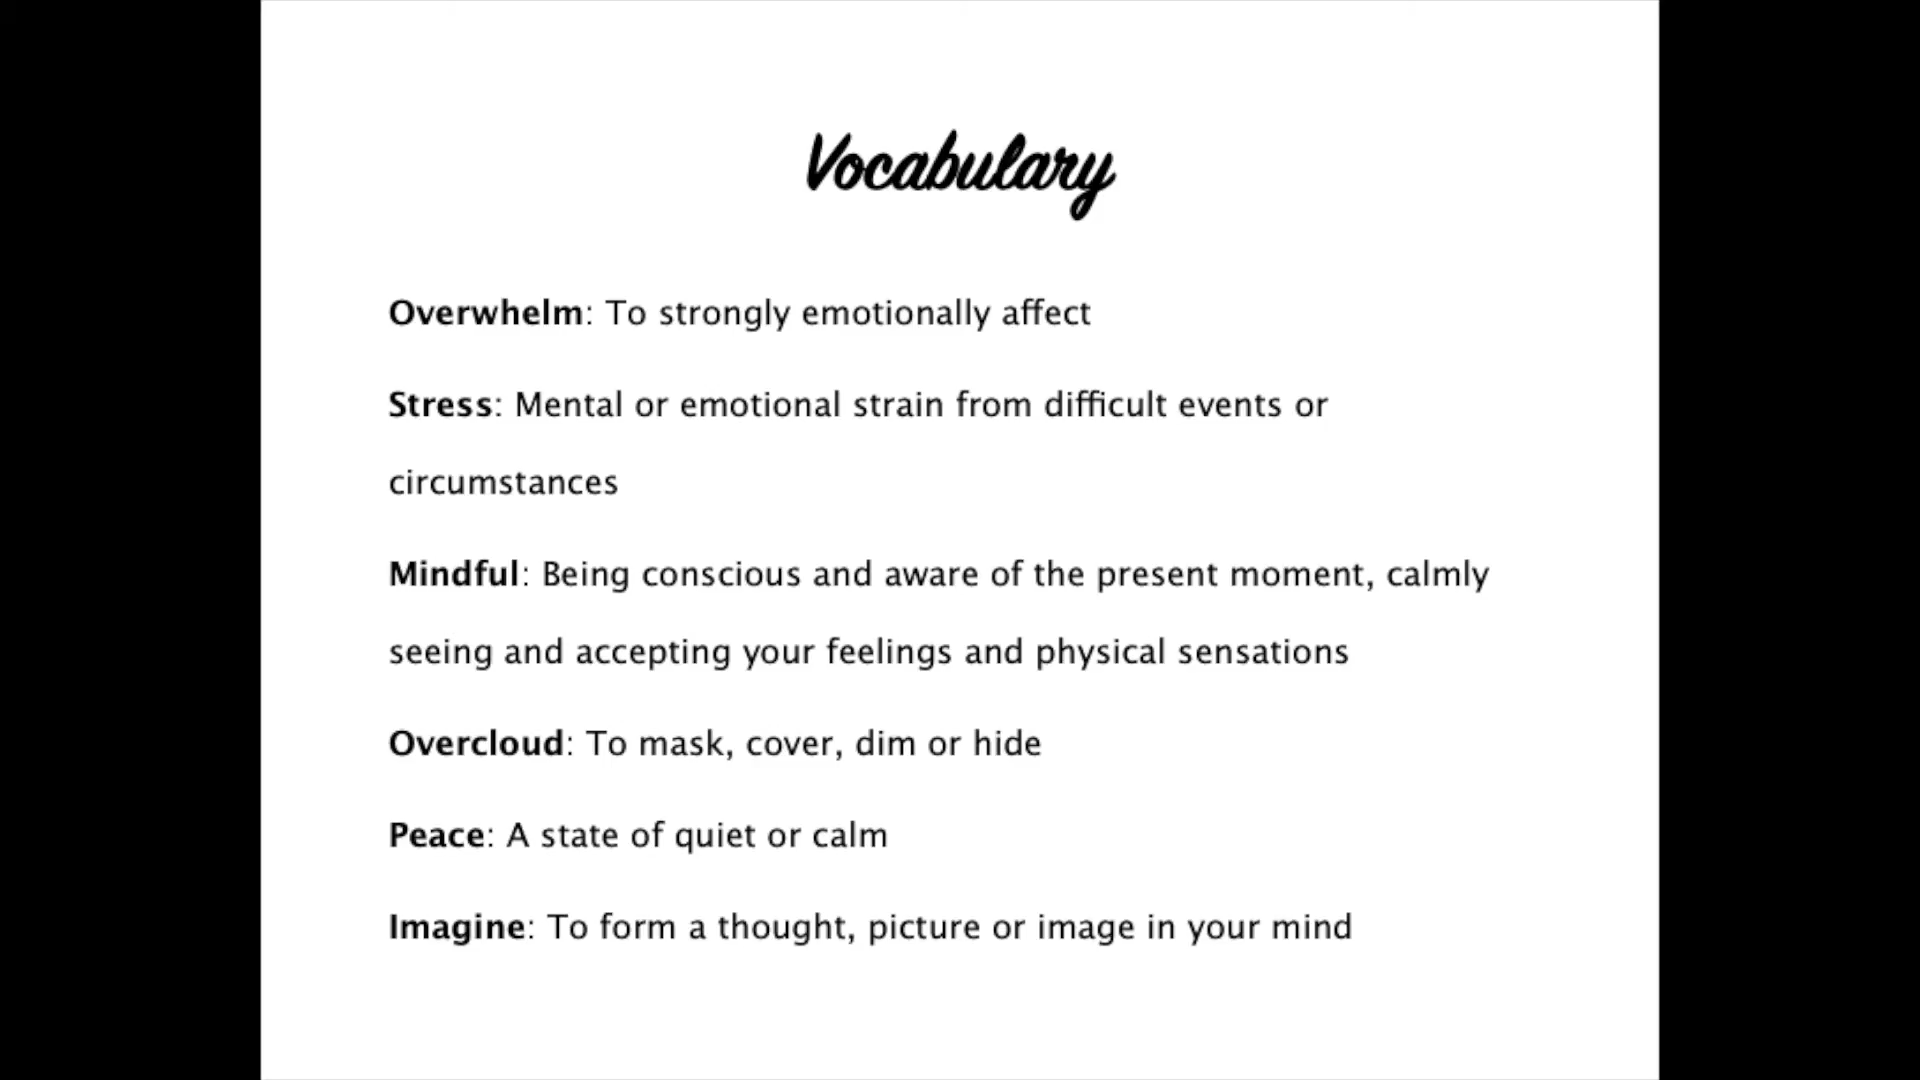 Vocabulary
Overwhelm: To strongly emotionally affect
Stress: Mental or emotional strain from difficult events or
circumstances
Mindful: Being conscious and aware of the present moment, calmly
seeing and accepting your feelings and physical sensations
Overcloud: To mask, cover, dim or hide
Peace: A state of quiet or calm
Imagine: To form a thought, picture or image in your mind